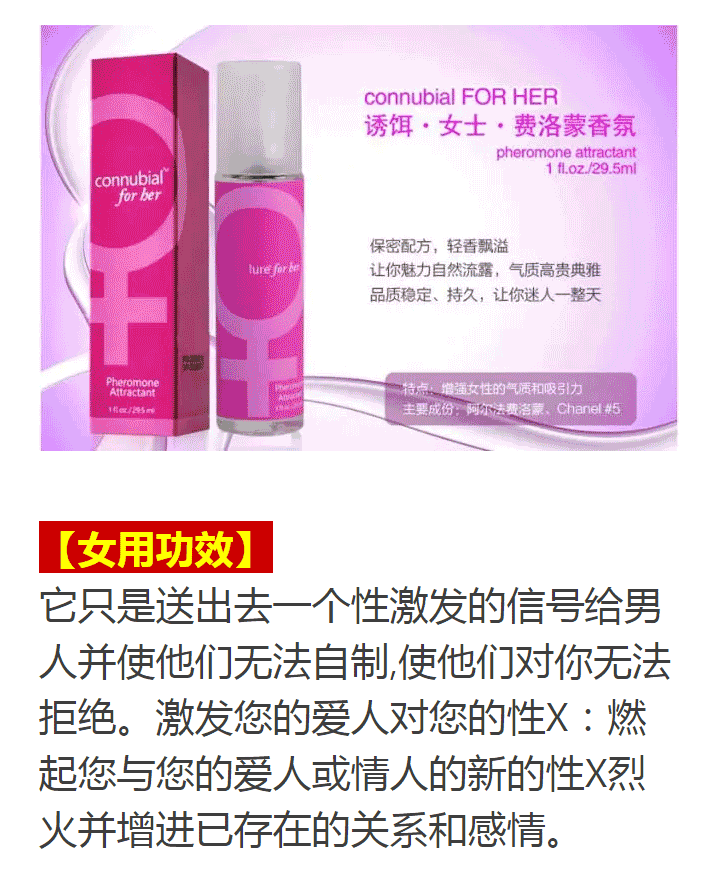 connubial FOR HER
诱饵·女士·费洛蒙香氛
pheromone attractant
1 fl.oz./29.5ml
connubial™
for her
lure for her
保密配方，轻香飘溢
让你魅力自然流露，气质高贵典雅
品质稳定、持久，让你迷人一整天
特点：增强女性的气质和吸引力
主要成份：阿尔法费洛蒙、Chanel #5
Pheromone
Attractant
1 fl.oz./29.5 ml
Pheromone
【女用功效】
它只是送出去一个性激发的信号给男
人并使他们无法自制,使他们对你无法
拒绝。激发您的爱人对您的性X：燃
起您与您的爱人或情人的新的性X烈
火并增进已存在的关系和感情。